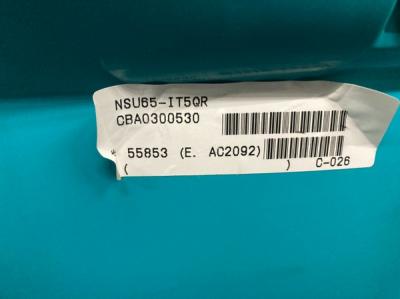 NSU65-IT5QR
CBA0300530
* 55853 (E. AC2092)
( ) C-026